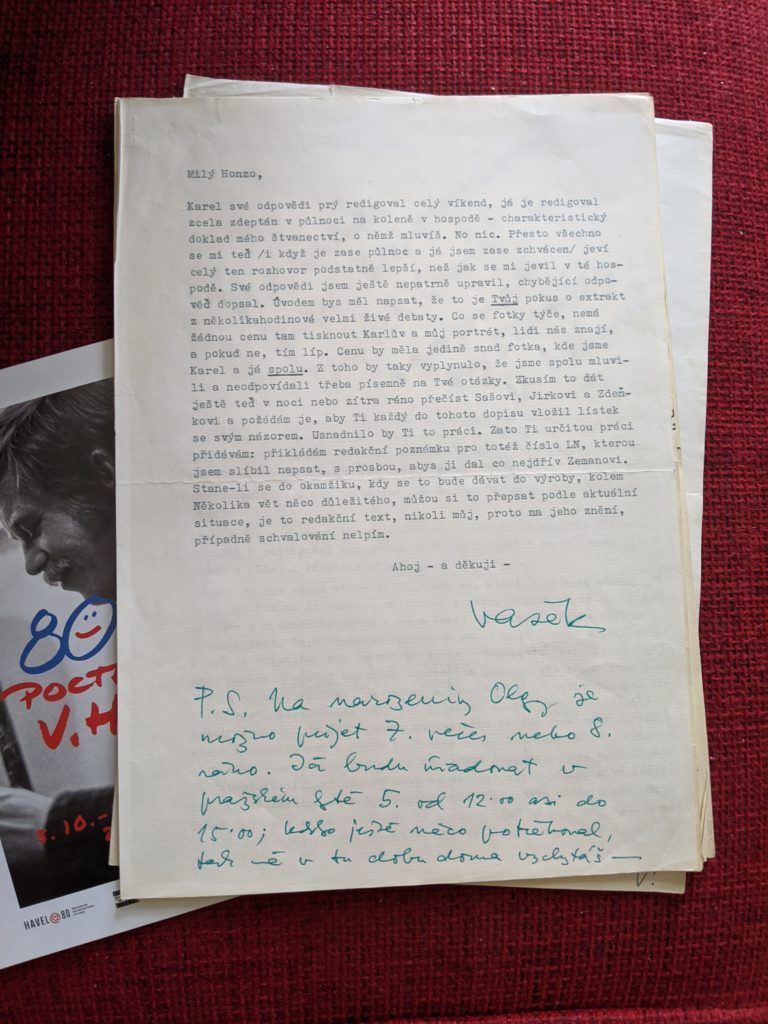 Milý Honzo,
Karel své odpovědi prý redigoval celý víkend, já je redigoval
zcela zdeptán v půlnoci na koleně v hospodě - charakteristický
doklad mého štvanectví, o němž mluvíš. No nic. Přesto všechno
se mi teď /i když je zase půlnoc a já jsem zase zchvácen/ jeví
celý ten rozhovor podstatně lepší, než jak se mi jevil v té hos-
podě. Své odpovědi jsem ještě nepatrně upravil, chybějící odpo-
věď dopsal. Úvodem bys měl napsat, že to je Tvůj pokus o extrakt
z několikahodinové velmi živé debaty. Co se fotky týče, nemá
žádnou cenu tam tisknout Karlův a můj portrét, lidi nás znají,
a pokud ne, tím líp. Cenu by měla jedině snad fotka, kde jsme
Karel a já spolu. Z toho by taky vyplynulo, že jsme spolu mluvi-
li a neodpovídali třeba písemně na Tvé otázky. Zkusím to dát
ještě teď v noci nebo zítra ráno přečíst Sašovi, Jirkovi a Zdeň-
kovi a požádám je, aby Ti každý do tohoto dopisu vložil lístek
se svým názorem. Usnadnilo by Ti to práci. Zato Ti určitou práci
přidávám: přikládám redakční poznámku pro totéž číslo LN, kterou
jsem slíbil napsat, s prosbou, abys ji dal co nejdřív Zemanovi.
Stane-li se do okamžiku, kdy se to bude dávat do výroby, kolem
Několika vět něco důležitého, můžou si to přepsat podle aktuální
situace, je to redakční text, nikoli můj, proto na jeho znění,
případně schvalování nelpím.
Ahoj - a děkuji -
Vašek
P.S. Na narozeniny Olgy je
možno přijet 7. večer nebo 8.
ráno. Já budu úřadovat v
pražském bytě 5. od 12.00 asi do
15.00; kdybys ještě něco potřeboval,
tak mě v tu dobu doma vychytáš —
V!
80
POCT
V.H
5.10.-
HAVEL@80